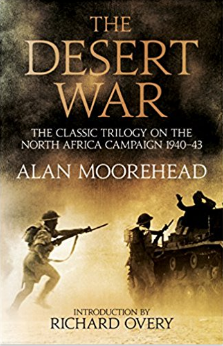 THE
DESERT
WAR
THE CLASSIC TRILOGY ON THE
NORTH AFRICA CAMPAIGN 1940–43
ALAN MOOREHEAD
INTRODUCTION BY
RICHARD OVERY